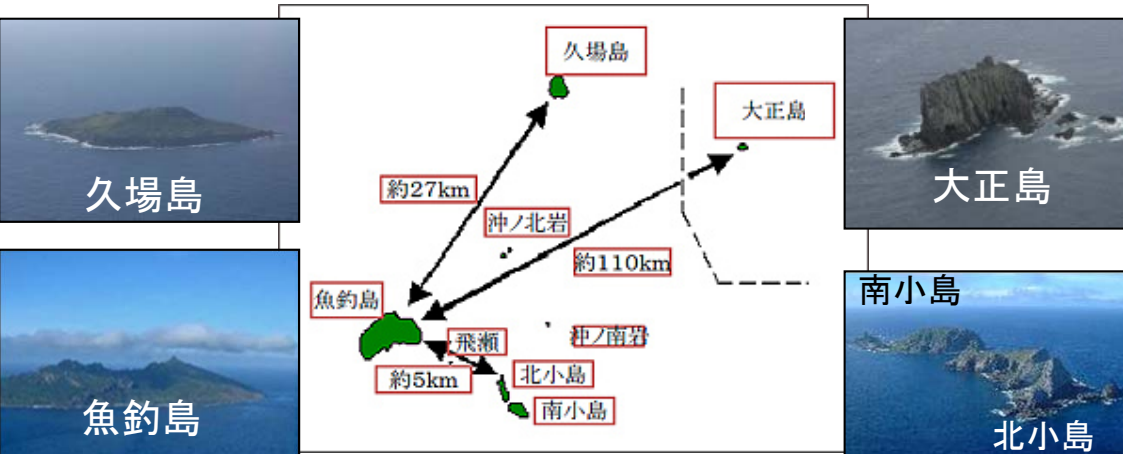 久場島
久場島
大正島
大正島
約27km
沖ノ北岩
約110km
魚釣島
魚釣島
飛瀬
沖ノ南岩
約5km
北小島
南小島
南小島
北小島